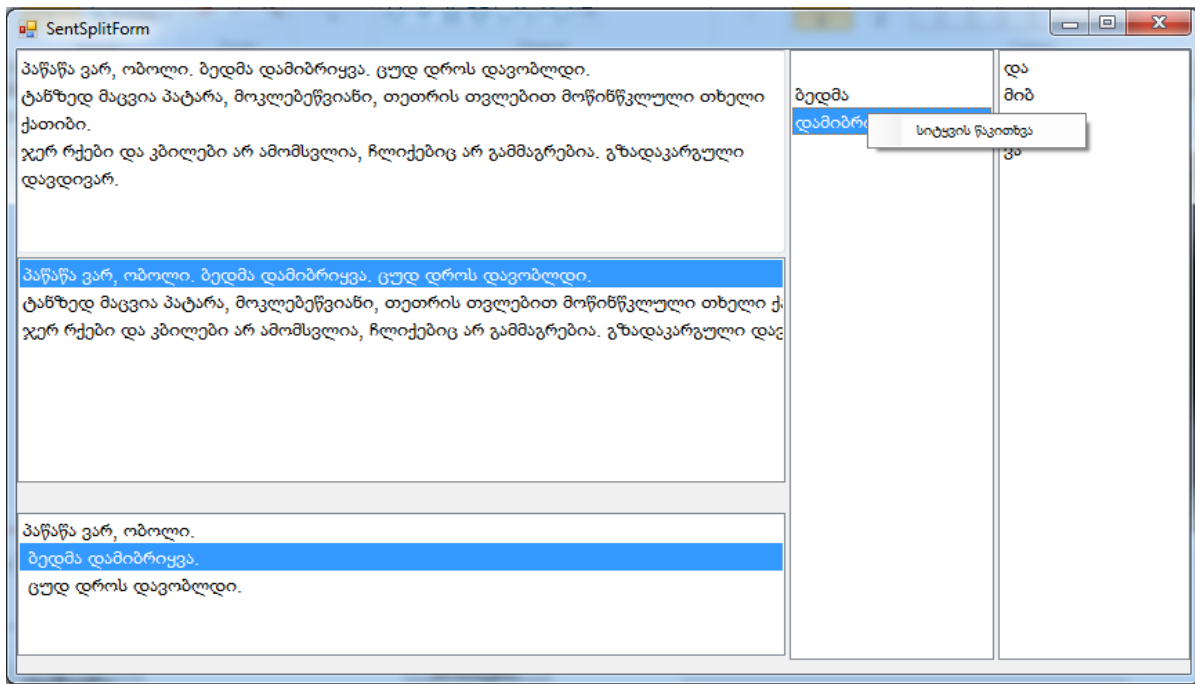 SentSplitForm
პაწაწა ვარ, ობოლი. ბედმა დამიბრიყვა. ცუდ დროს დავობლდი.
ტანზედ მაცვია პატარა, მოკლებეწვიანი, თეთრის თვლებით მოწინწკლული თხელი
ქათიბი.
ჯერ რქები და კბილები არ ამომსვლია, ჩლიქებიც არ გამმაგრებია. გზადაკარგული
დავდივარ.
პაწაწა ვარ, ობოლი. ბედმა დამიბრიყვა. ცუდ დროს დავობლდი.
ტანზედ მაცვია პატარა, მოკლებეწვიანი, თეთრის თვლებით მოწინწკლული თხელი
ჯერ რქები და კბილები არ ამომსვლია, ჩლიქებიც არ გამმაგრებია. გზადაკარგული
პაწაწა ვარ, ობოლი.
ბედმა დამიბრიყვა.
ცუდ დროს დავობლდი.
ბედმა
სიტყვის წაკითხვა
და
მიბ
ვა